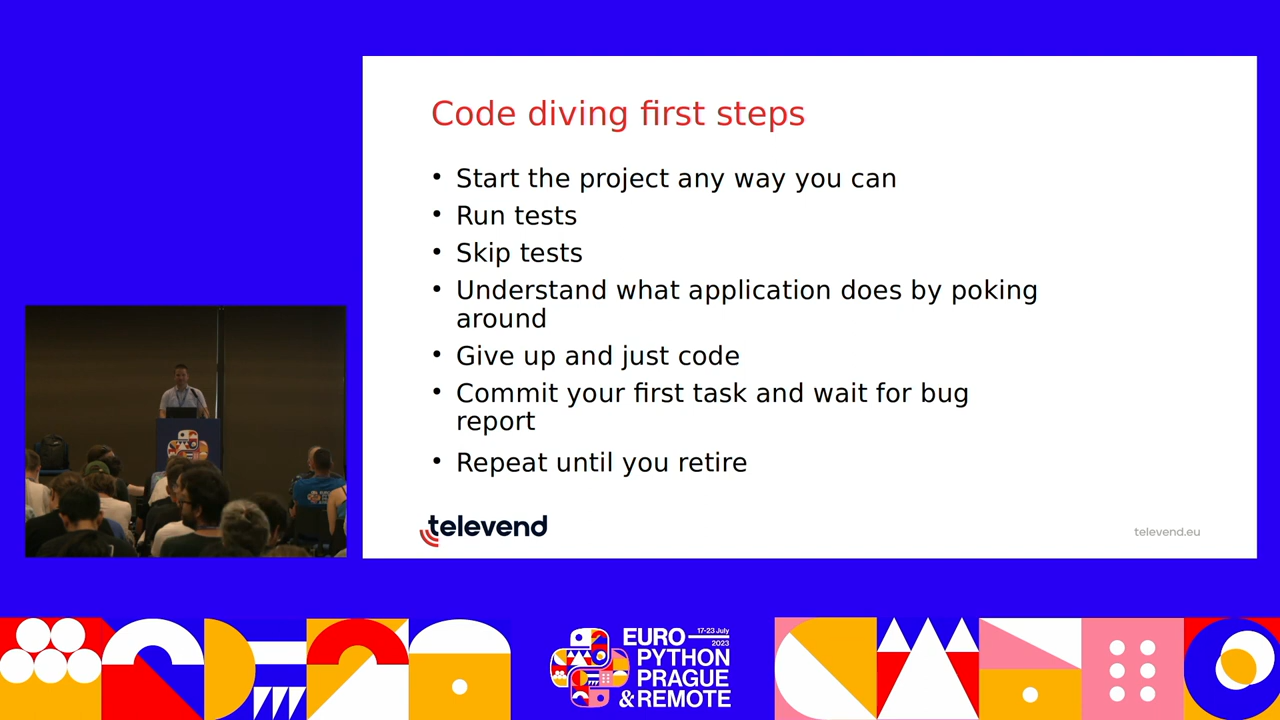 Code diving first steps
• Start the project any way you can
• Run tests
• Skip tests
• Understand what application does by poking
around
• Give up and just code
• Commit your first task and wait for bug
report
• Repeat until you retire
televend
televend.eu
EURO 17-23 July
2023
PYTHON
PRAGUE
& REMOTE